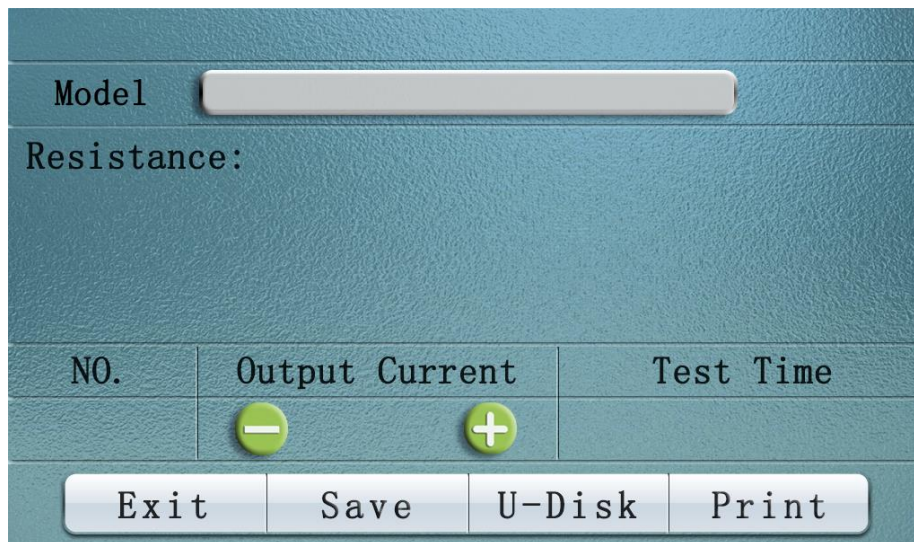 Model
Resistance:
NO. Output Current Test Time
Exit Save U-Disk Print